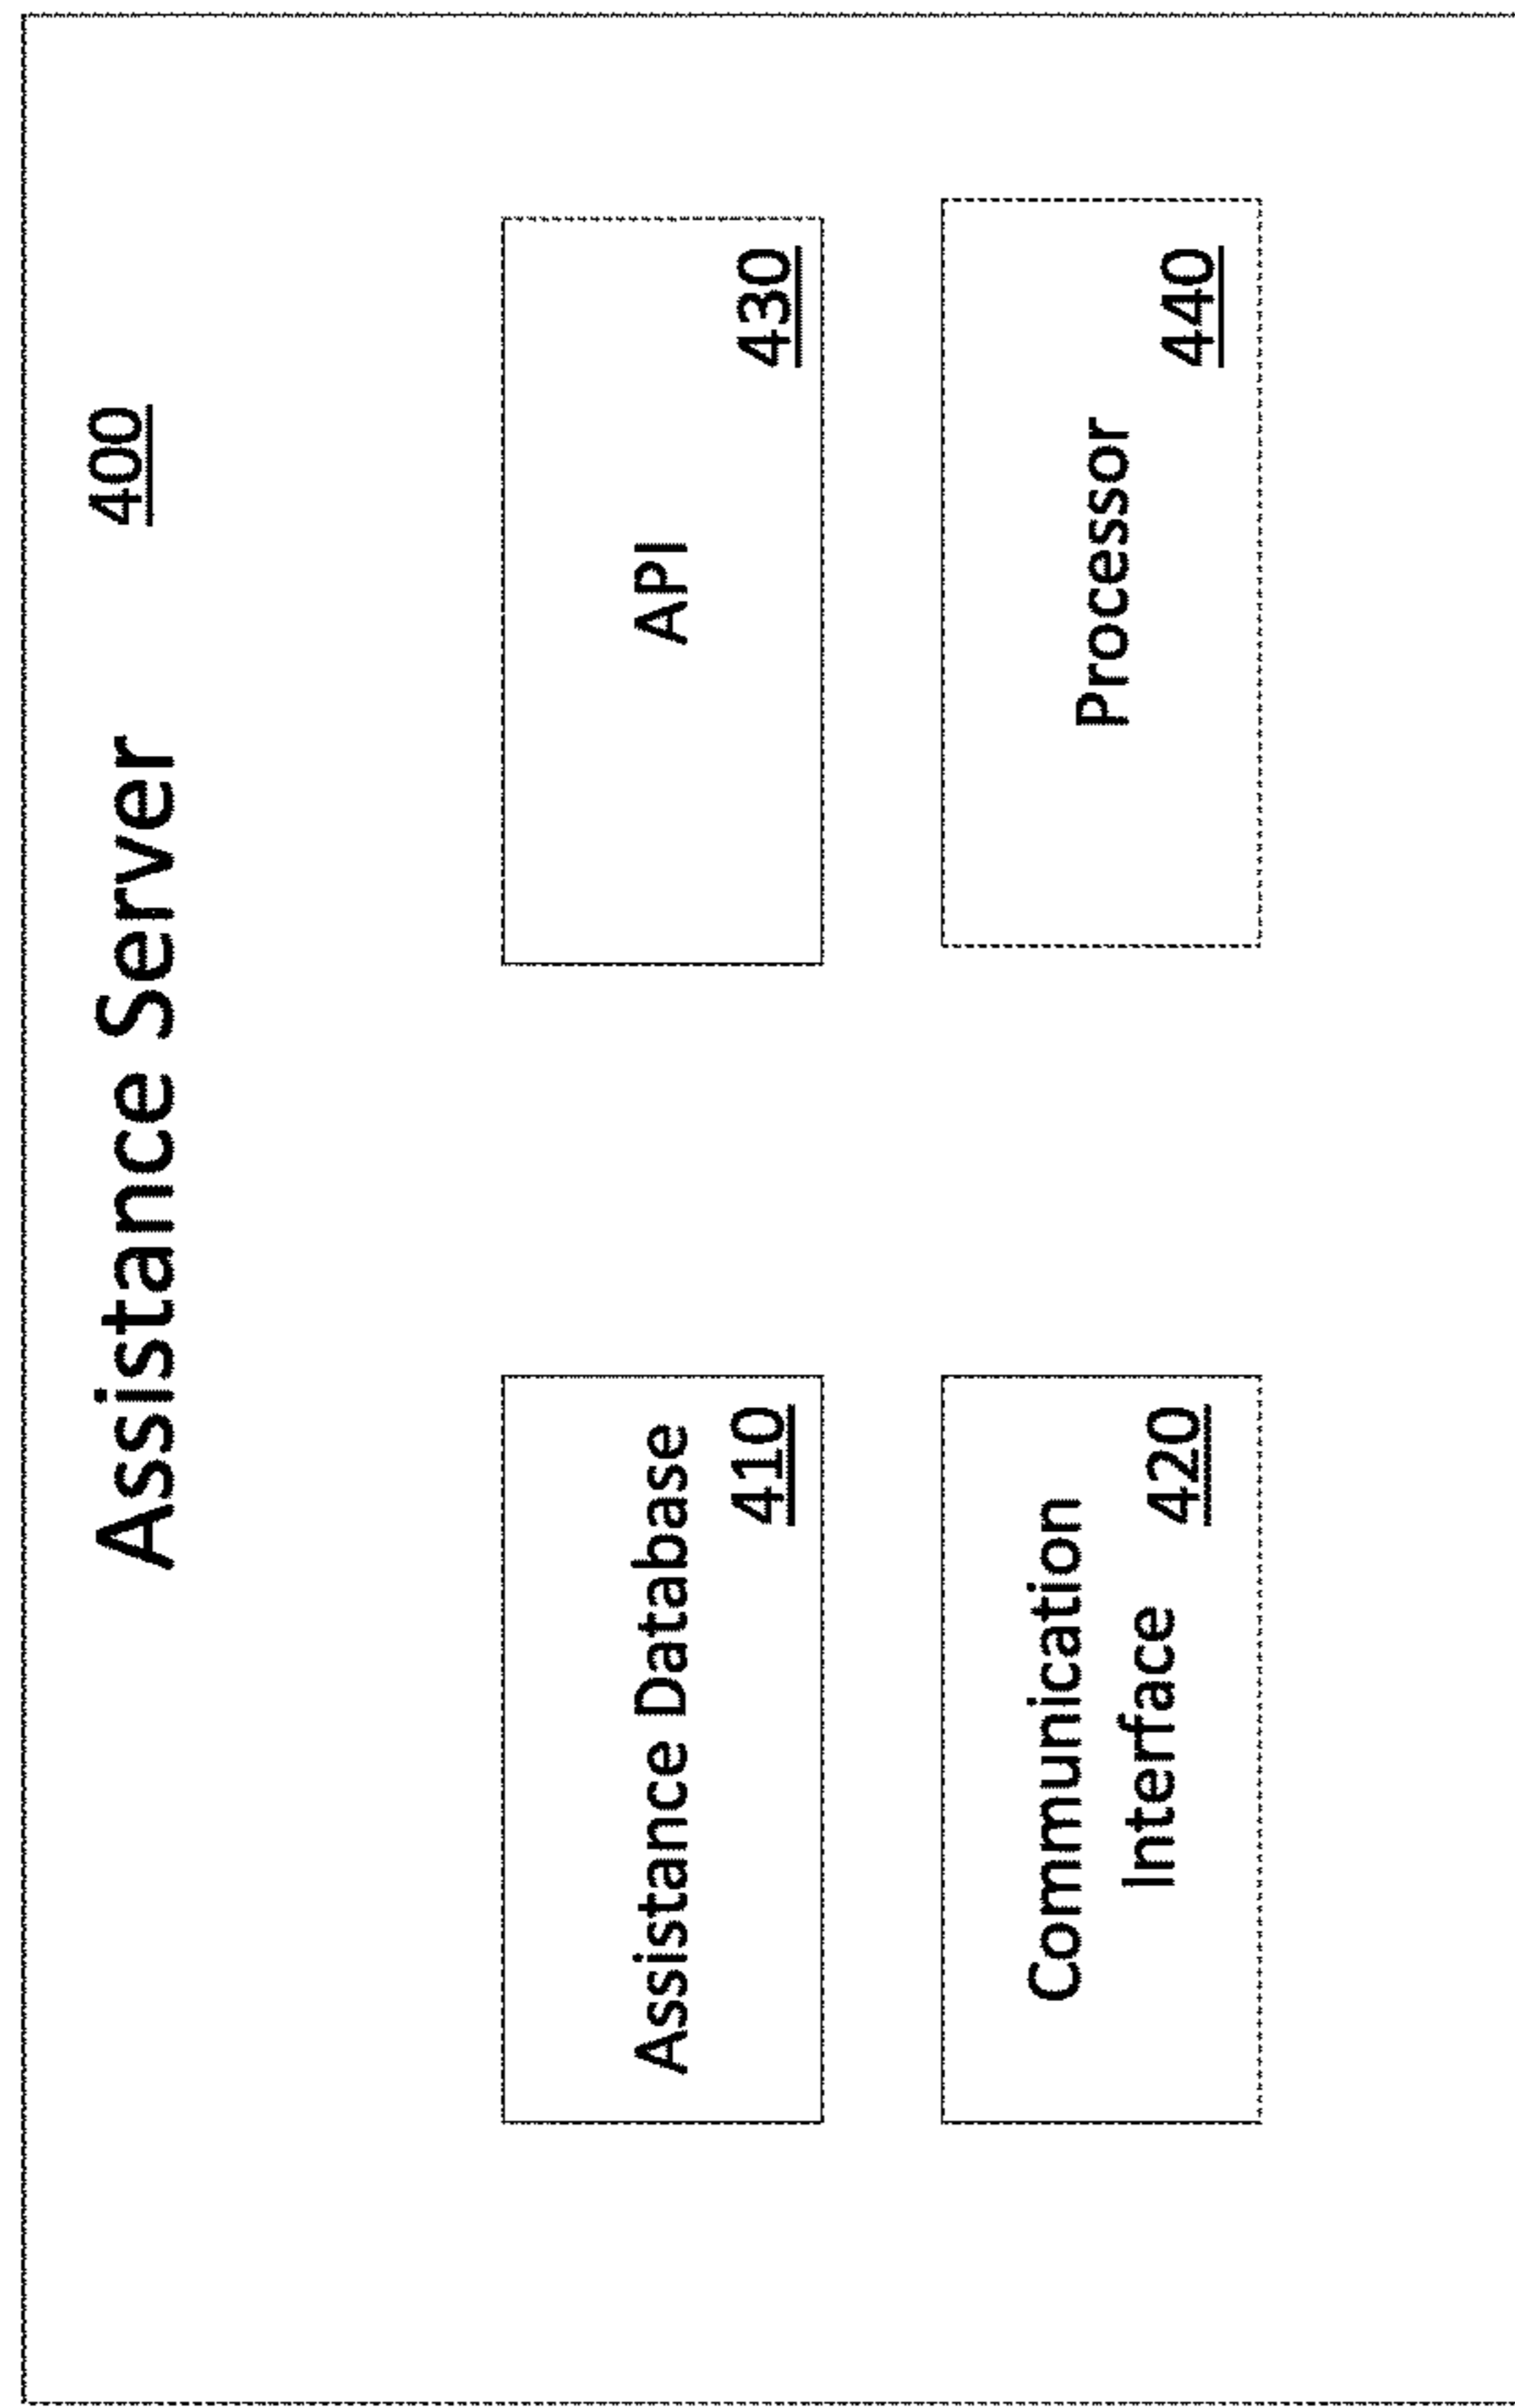 Assistance Server
400
Assistance Database
410
API
430
Communication
Interface
420
Processor
440